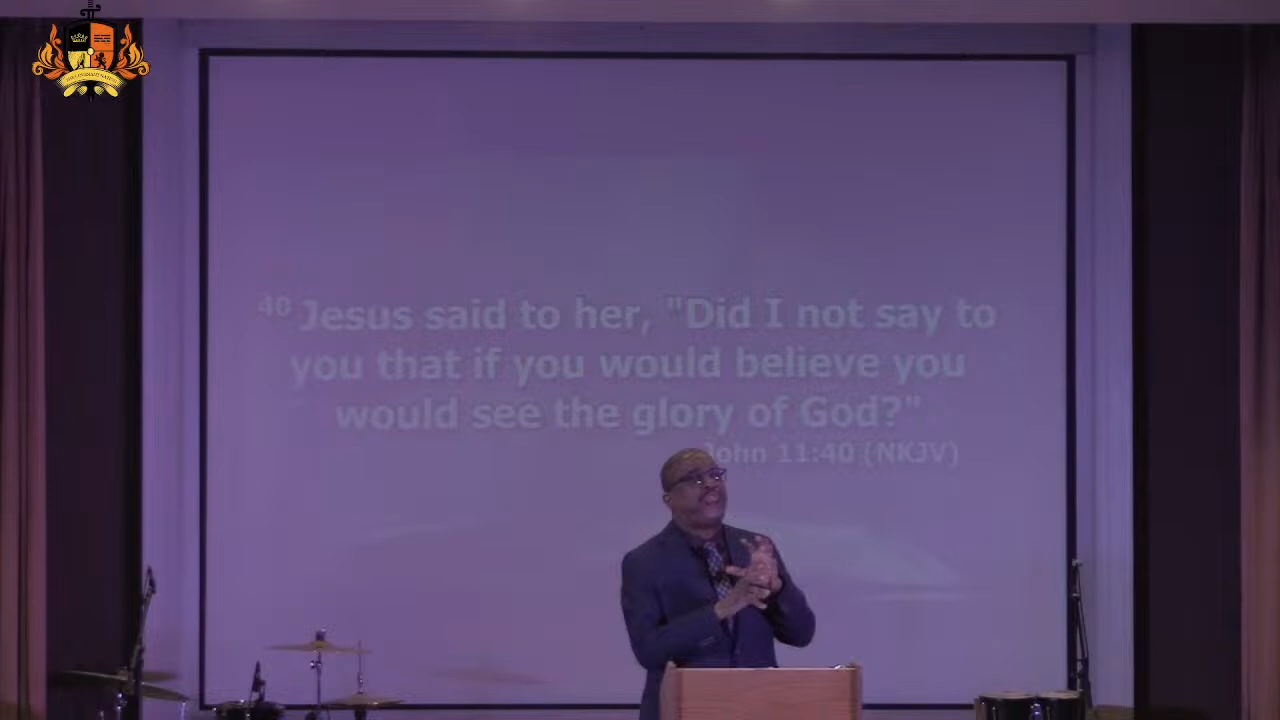 40 Jesus said to her, "Did I not say to
you that if you would believe you
would see the glory of God?"
John 11:40 (NKJV)